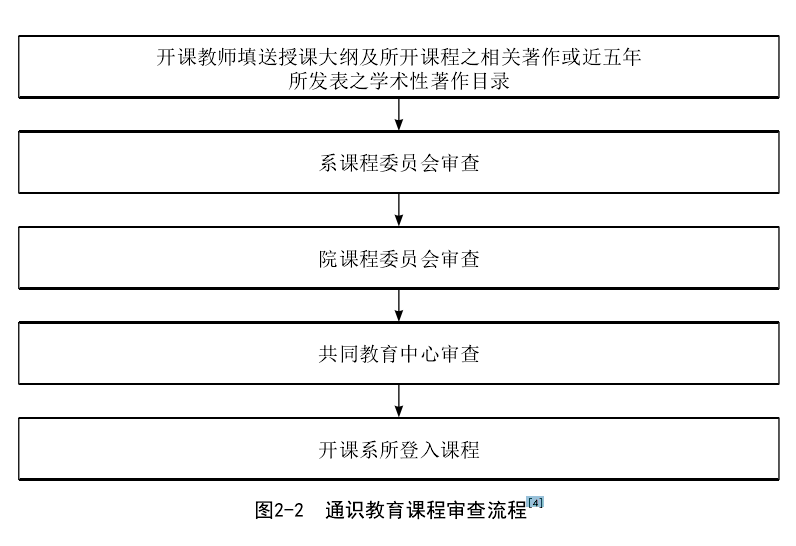 开课教师填送授课大纲及所开课程之相关著作或近五年
所发表之学术性著作目录
系课程委员会审查
院课程委员会审查
共同教育中心审查
开课系所登入课程
图2-2 通识教育课程审查流程[4]